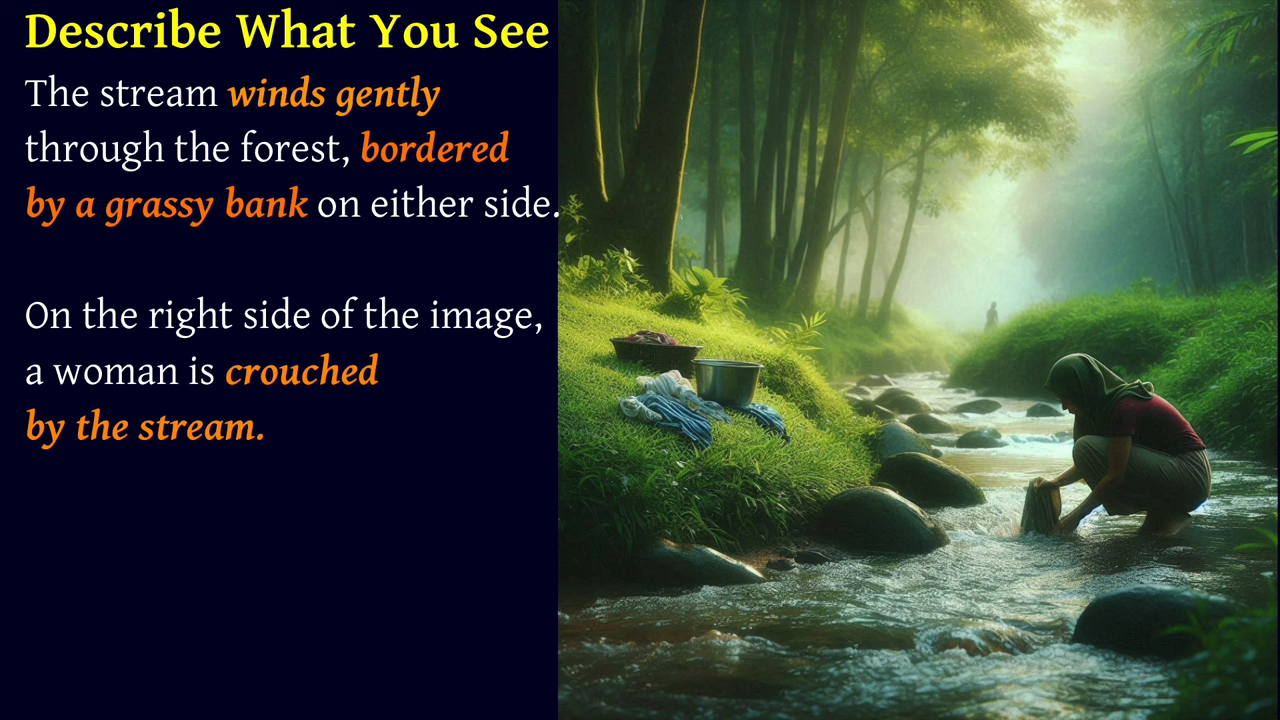 Describe What You See
The stream winds gently
through the forest, bordered
by a grassy bank on either side.
On the right side of the image,
a woman is crouched
by the stream.